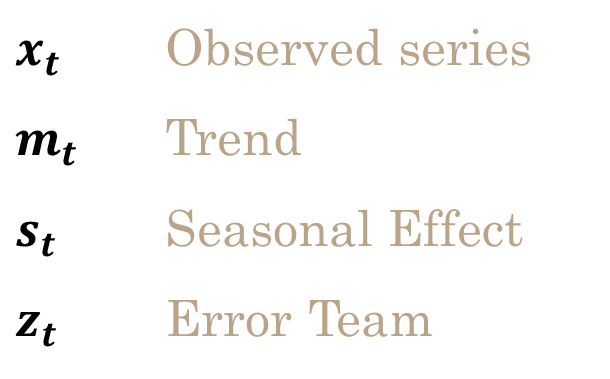 x_t Observed series
m_t Trend
s_t Seasonal Effect
z_t Error Team